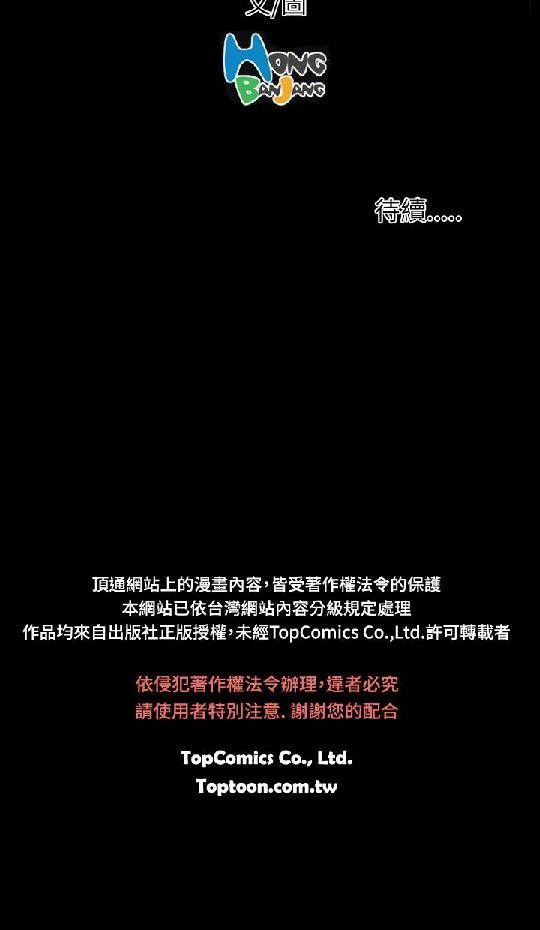 文/圖
HONG
BANJANG
待續.....
頂通網站上的漫畫內容，皆受著作權法令的保護
本網站已依台灣網站內容分級規定處理
作品均來自出版社正版授權，未經TopComics Co.,Ltd.許可轉載者
依侵犯著作權法令辦理，違者必究
請使用者特別注意. 謝謝您的配合
TopComics Co., Ltd.
Toptoon.com.tw